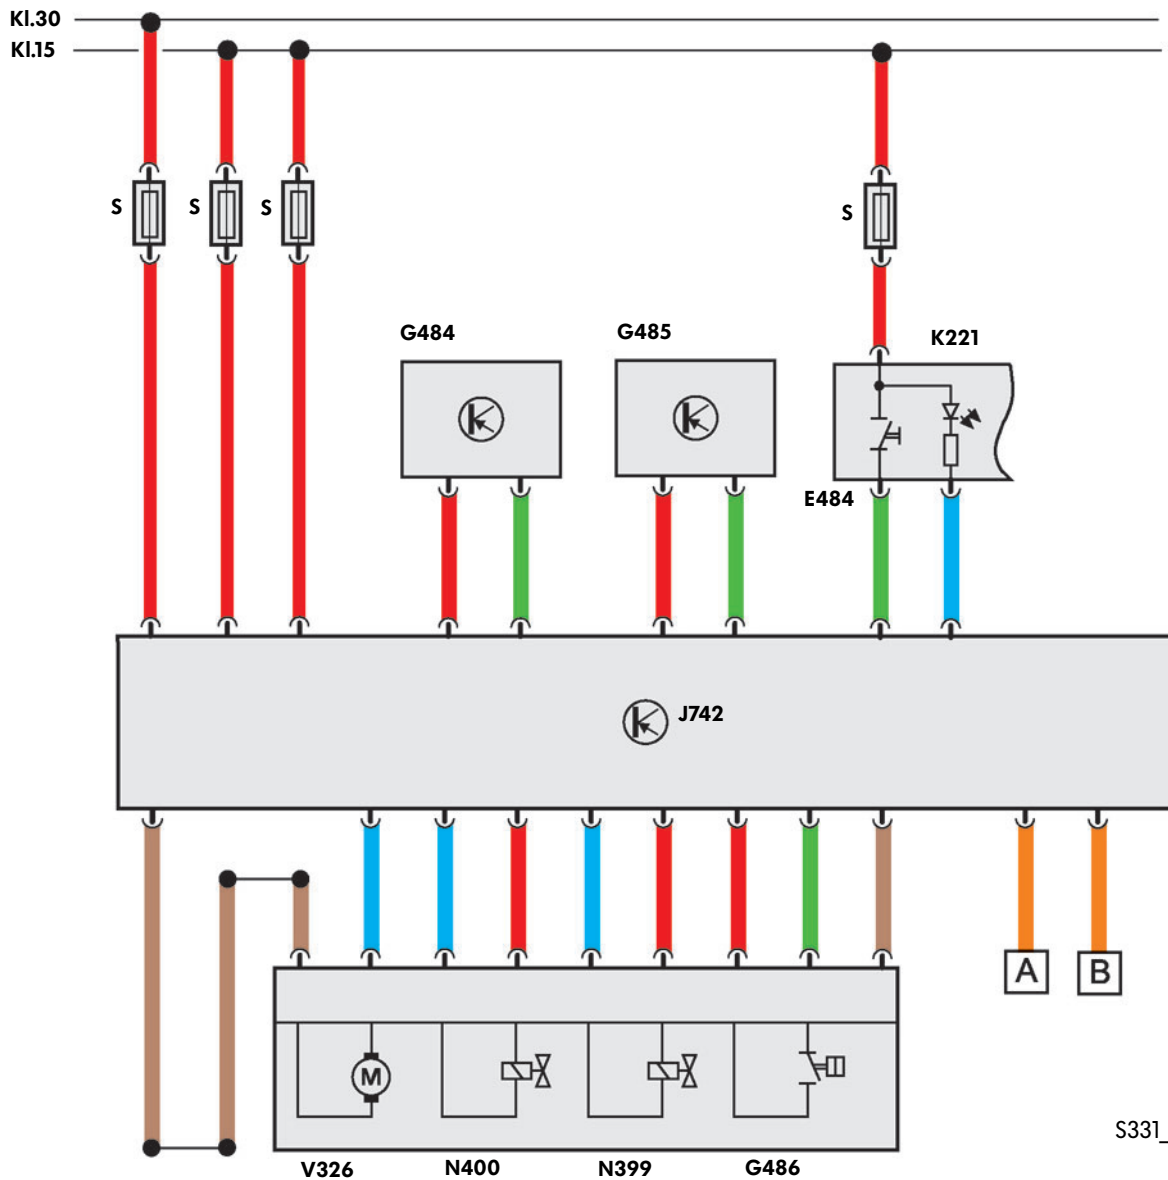 Kl.30
Kl.15
S S S S
G484 G485 K221
E484
J742
A B
M
S331_
V326 N400 N399 G486